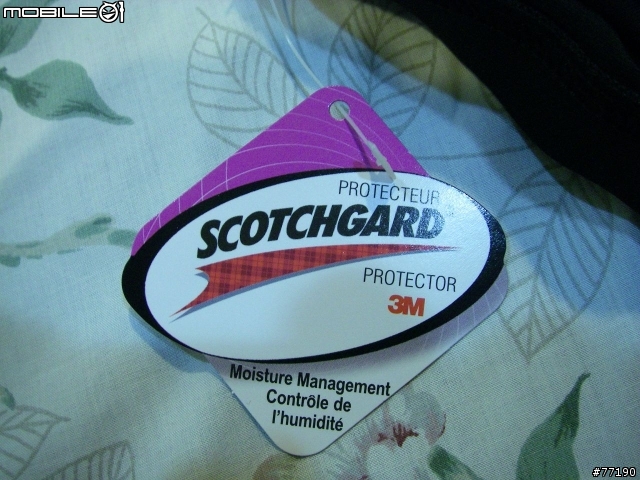 MOBILE01
PROTECTEUR
SCOTCHGARD
PROTECTOR
3M
Moisture Management
Contrôle de
l'humidité
#77190